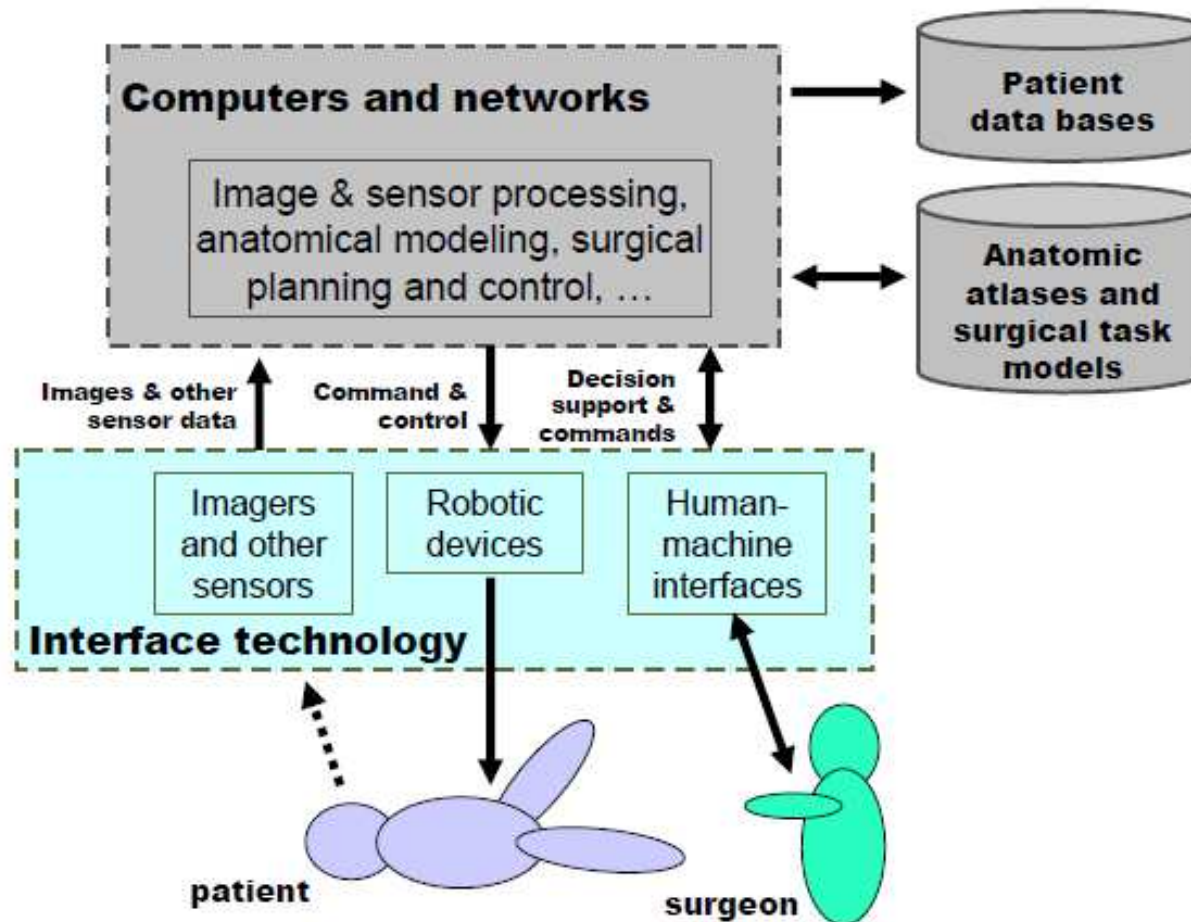 Computers and networks
Image & sensor processing,
anatomical modeling, surgical
planning and control, …
Patient
data bases
Anatomic
atlases and
surgical task
models
Images & other
sensor data
Command &
control
Decision
support &
commands
Imagers
and other
sensors
Robotic
devices
Human-
machine
interfaces
Interface technology
patient
surgeon